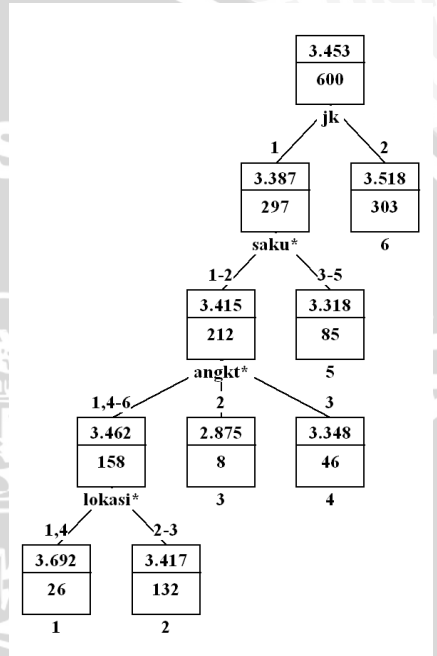 3.453
600
jk
1 2
3.387 3.518
297 303
saku* 6
1-2 3-5
3.415 3.318
212 85
angkt* 5
1,4-6 2 3
3.462 2.875 3.348
158 8 46
lokasi* 3 4
1,4 2-3
3.692 3.417
26 132
1 2